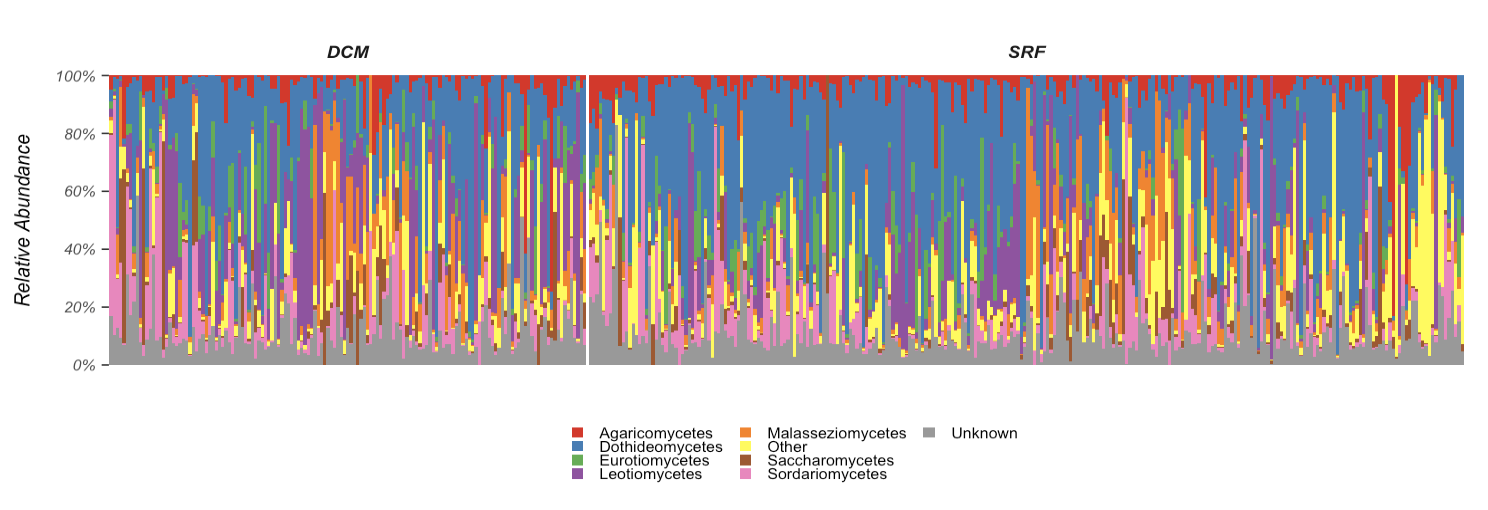 DCM SRF
100%
80%
60%
40%
20%
0%
Relative Abundance
Agaricomycetes Malasseziomycetes Unknown
Dothideomycetes Other
Eurotiomycetes Saccharomycetes
Leotiomycetes Sordariomycetes